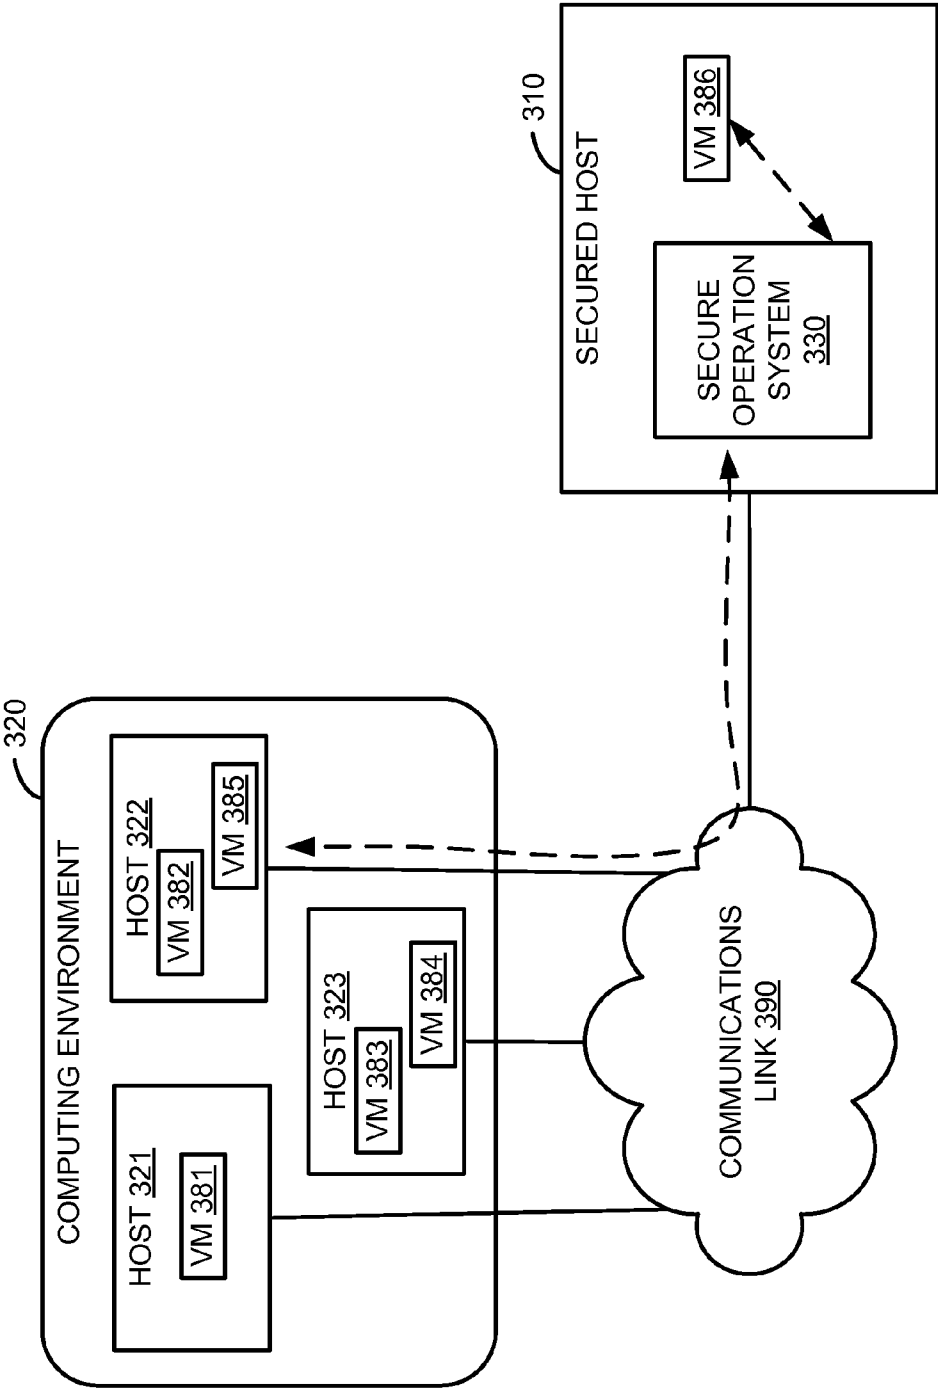 320
COMPUTING ENVIRONMENT
HOST 321
VM 381
HOST 323
VM 383
VM 384
HOST 322
VM 382
VM 385
COMMUNICATIONS
LINK 390
310
SECURED HOST
SECURE
OPERATION
SYSTEM
330
VM 386